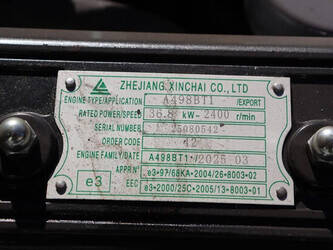 ZHEJIANG XINCHAI CO.,LTD
ENGINE TYPE/APPLICATION A498BT1 /EXPORT
RATED POWER/SPEED 36.8 kW- 2400 r/min
SERIAL NUMBER 25080542
ORDER 12
ENGINE FAMILY/DATE A498BT1 /2025-03
APPR.N° e3*97/68KA*2004/26*8003*02
e3 EEC e3*2000/25C*2005/13*8003*01